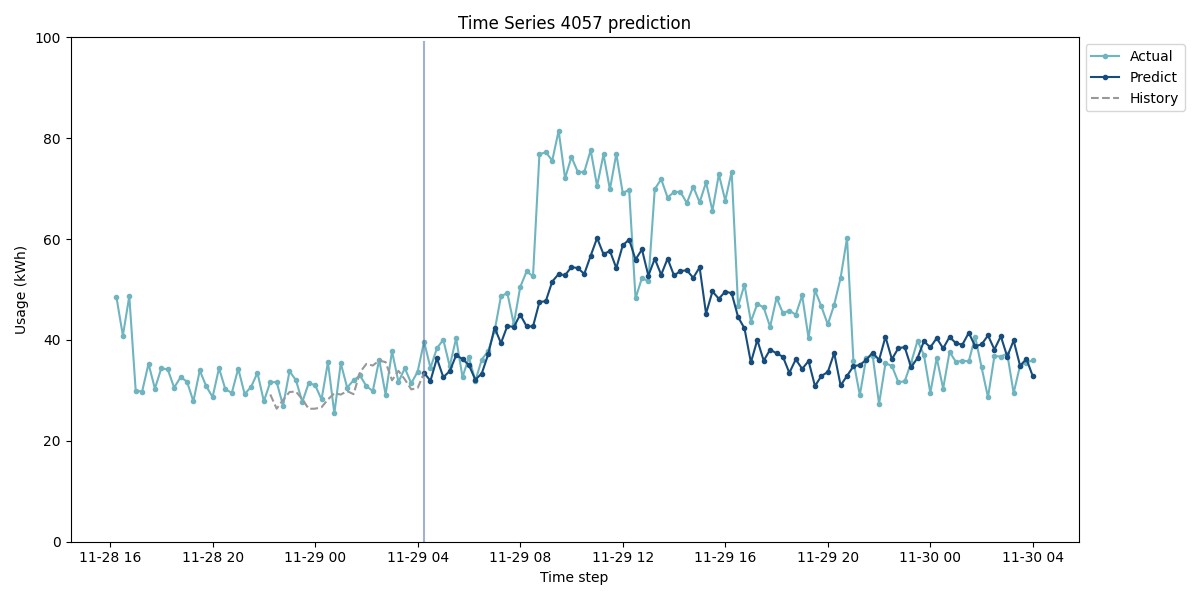 Time Series 4057 prediction
100
80
60
40
20
0
Usage (kWh)
11-28 16
11-28 20
11-29 00
11-29 04
11-29 08
11-29 12
11-29 16
11-29 20
11-30 00
11-30 04
Time step
Actual
Predict
History